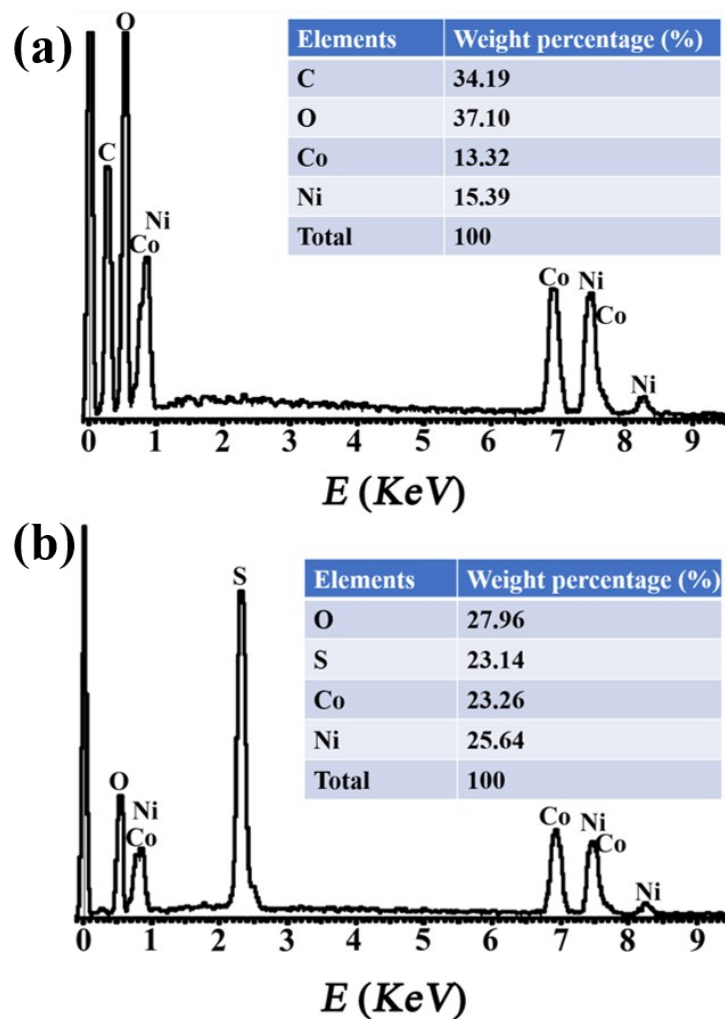 (a)
O
C
Ni
Co
Co
Ni
Co
Ni
Elements Weight percentage (%)
C 34.19
O 37.10
Co 13.32
Ni 15.39
Total 100
0 1 2 3 4 5 6 7 8 9
E (KeV)
(b)
S
O
Ni
Co
Co
Ni
Co
Ni
Elements Weight percentage (%)
O 27.96
S 23.14
Co 23.26
Ni 25.64
Total 100
0 1 2 3 4 5 6 7 8 9
E (KeV)